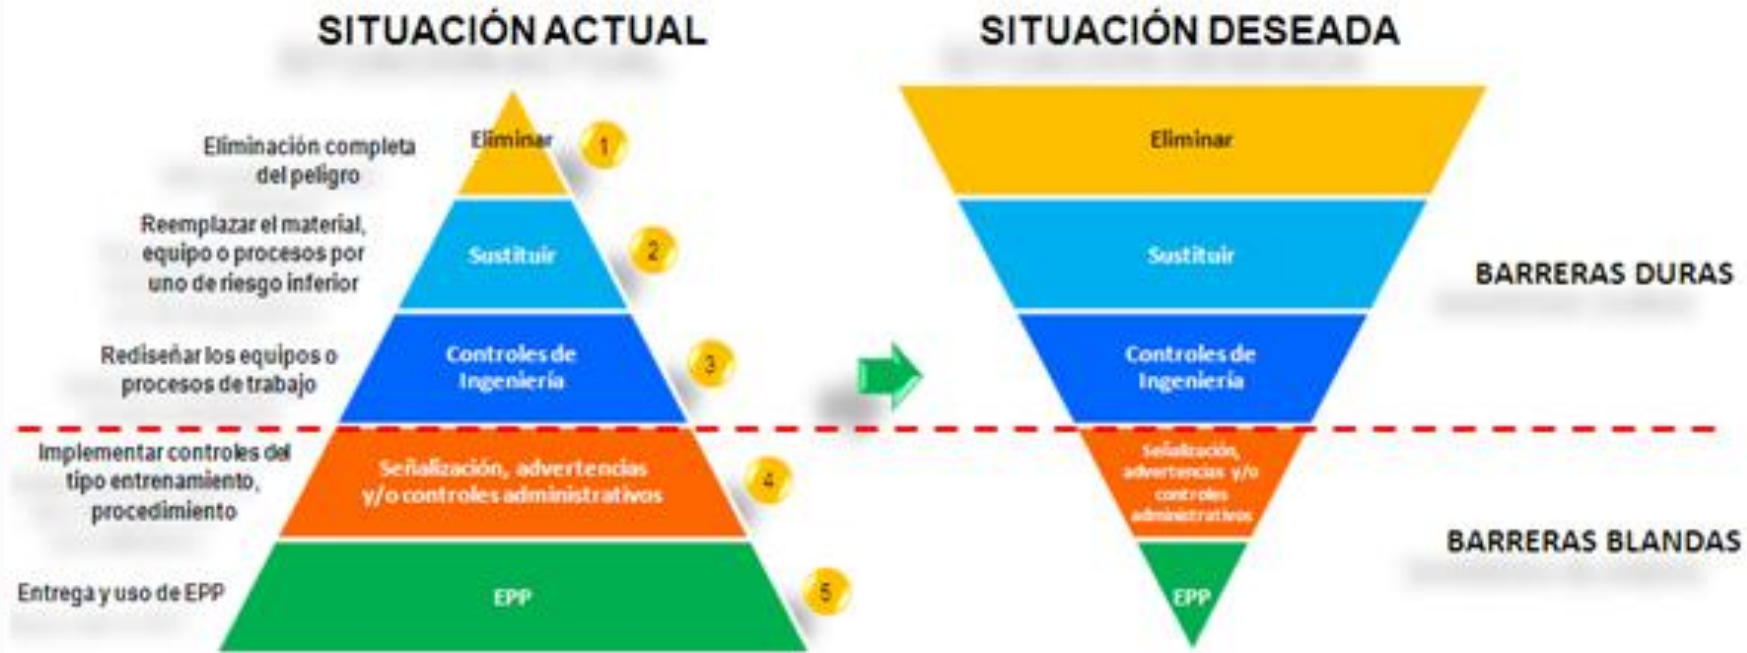 SITUACIÓN ACTUAL
Eliminación completa
del peligro
Eliminar
1
Reemplazar el material,
equipo o procesos por
uno de riesgo inferior
Sustituir
2
Rediseñar los equipos o
procesos de trabajo
Controles de
Ingeniería
3
Implementar controles del
tipo entrenamiento,
procedimiento
Señalización, advertencias
y/o controles administrativos
4
Entrega y uso de EPP
EPP
5
SITUACIÓN DESEADA
Eliminar
Sustituir
Controles de
Ingeniería
Señalización,
advertencias y/o
controles
administrativos
EPP
BARRERAS DURAS
BARRERAS BLANDAS